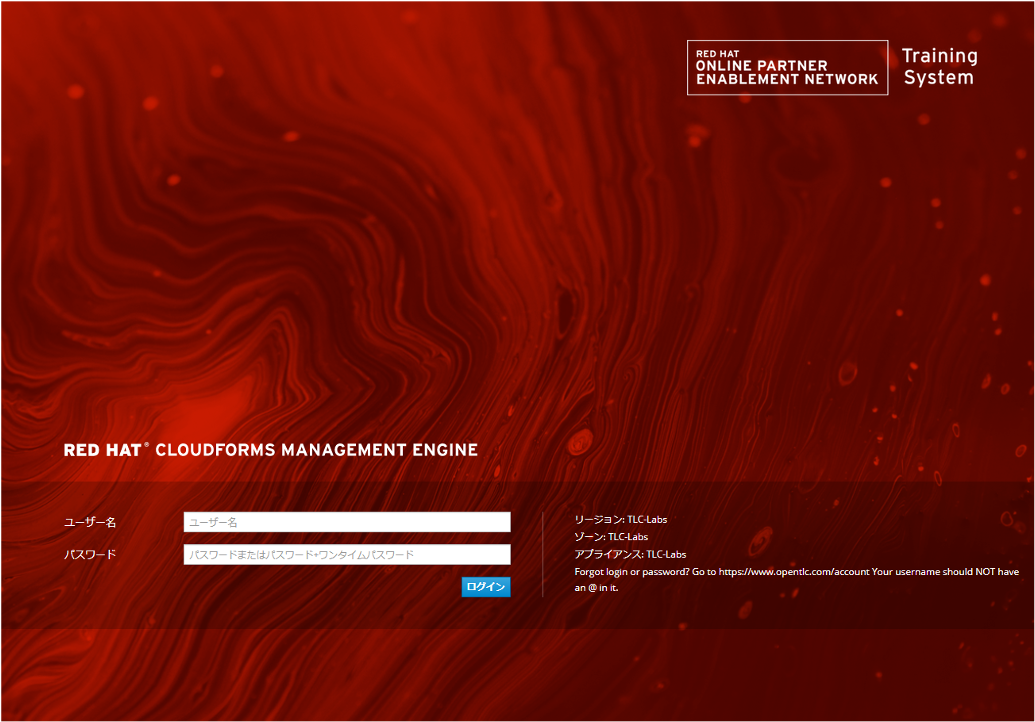 RED HAT
ONLINE PARTNER
ENABLEMENT NETWORK
Training
System
RED HAT® CLOUDFORMS MANAGEMENT ENGINE
ユーザー名
ユーザー名
パスワード
パスワードまたはパスワード+ワンタイムパスワード
ログイン
リージョン: TLC-Labs
ゾーン: TLC-Labs
アプライアンス: TLC-Labs
Forgot login or password? Go to https://www.opentlc.com/account Your username should NOT have
an @ in it.